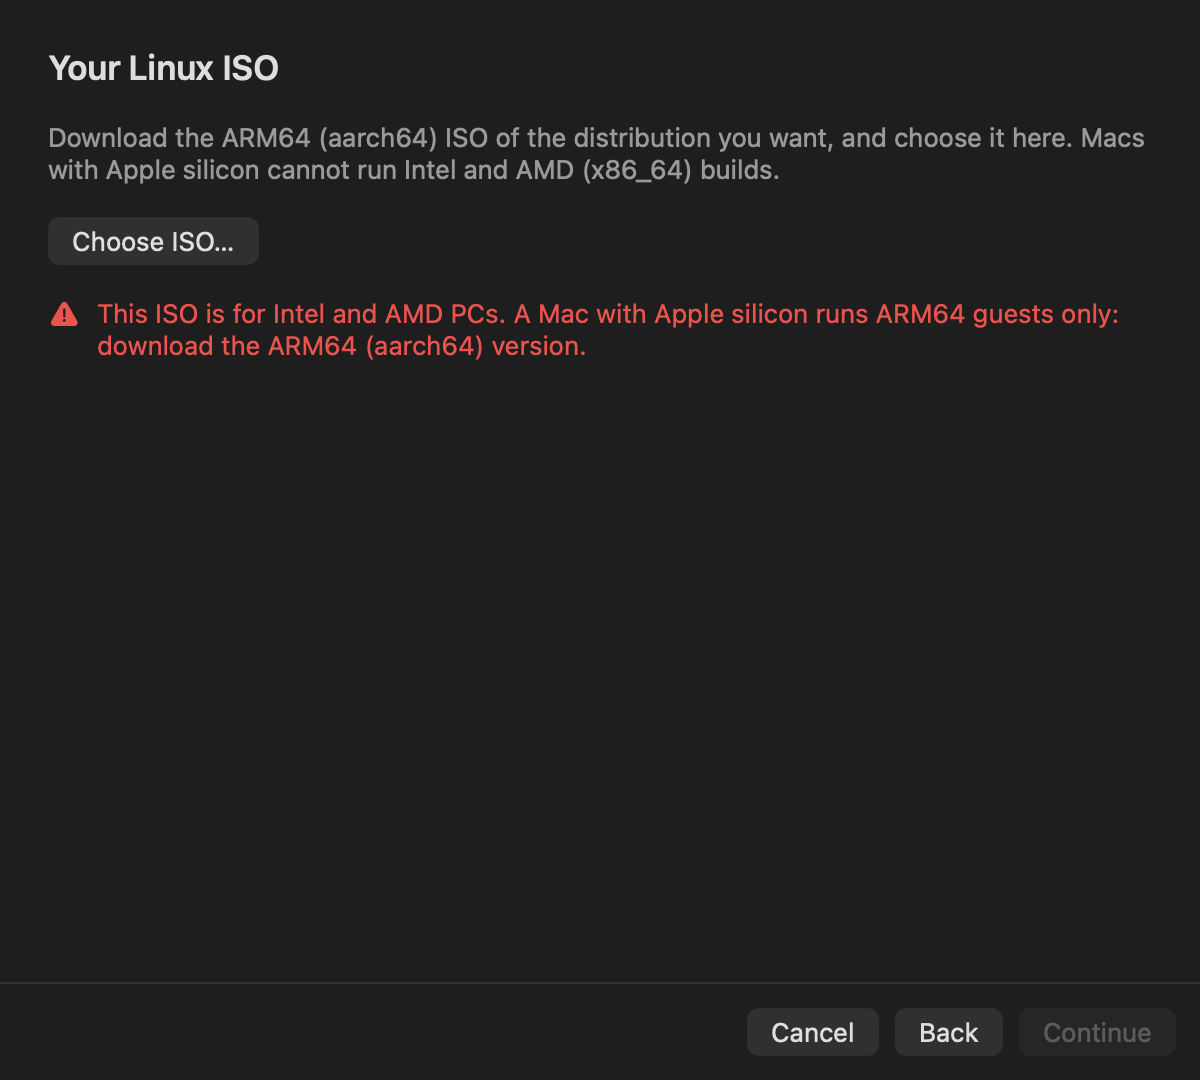 Your Linux ISO
Download the ARM64 (aarch64) ISO of the distribution you want, and choose it here. Macs
with Apple silicon cannot run Intel and AMD (x86_64) builds.
Choose ISO...
This ISO is for Intel and AMD PCs. A Mac with Apple silicon runs ARM64 guests only:
download the ARM64 (aarch64) version.
Cancel
Back
Continue